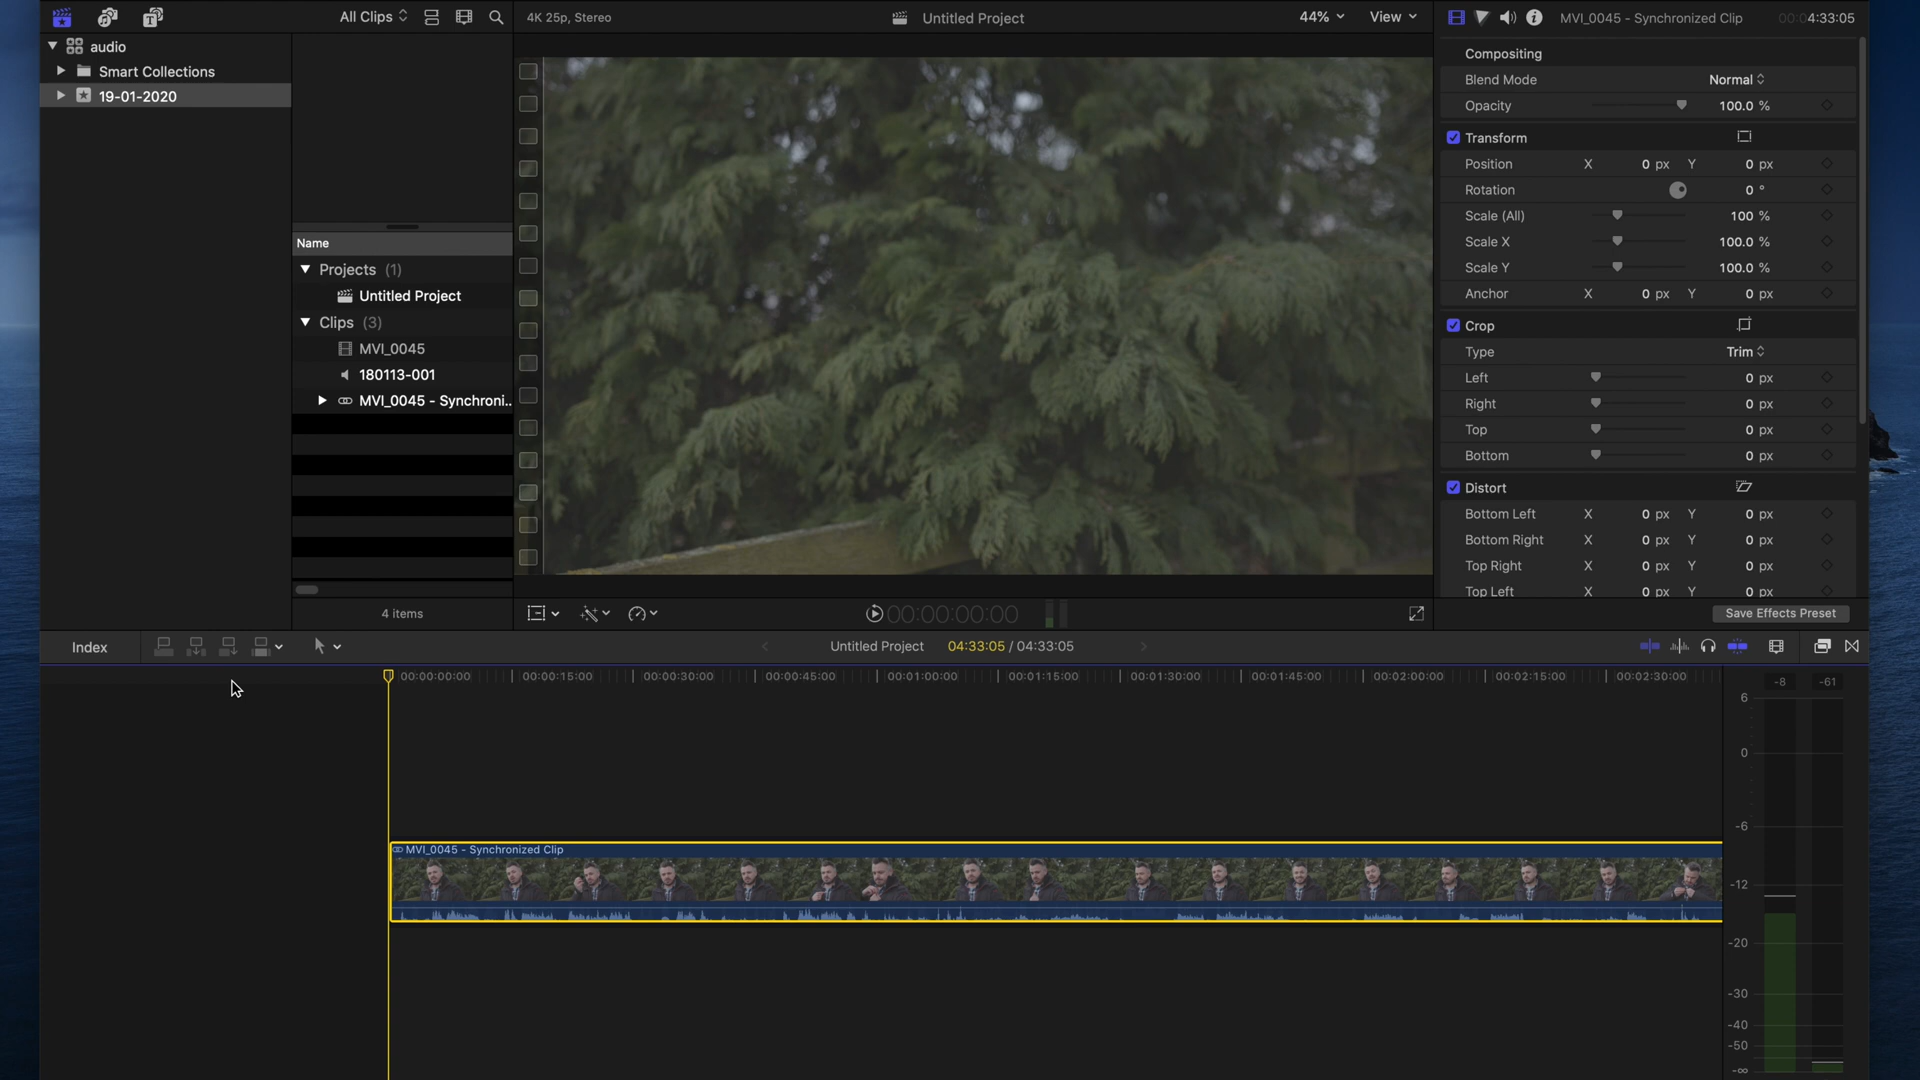 All Clips
4K 25p, Stereo
Untitled Project
44%
View
MVI_0045 - Synchronized Clip
00:04:33:05
audio
Smart Collections
19-01-2020
Name
Projects (1)
Untitled Project
Clips (3)
MVI_0045
180113-001
MVI_0045 - Synchroni..
4 items
Compositing
Blend Mode Normal
Opacity 100.0 %
Transform
Position X 0 px Y 0 px
Rotation 0 °
Scale (All) 100 %
Scale X 100.0 %
Scale Y 100.0 %
Anchor X 0 px Y 0 px
Crop
Type Trim
Left 0 px
Right 0 px
Top 0 px
Bottom 0 px
Distort
Bottom Left X 0 px Y 0 px
Bottom Right X 0 px Y 0 px
Top Right X 0 px Y 0 px
Top Left X 0 px Y 0 px
00:00:00:00
Save Effects Preset
Index
Untitled Project 04:33:05 / 04:33:05
00:00:00:00 00:00:15:00 00:00:30:00 00:00:45:00 00:01:00:00 00:01:15:00 00:01:30:00 00:01:45:00 00:02:00:00 00:02:15:00 00:02:30:00
-8 -61
6
0
-6
-12
-20
-30
-40
-50
-∞
MVI_0045 - Synchronized Clip